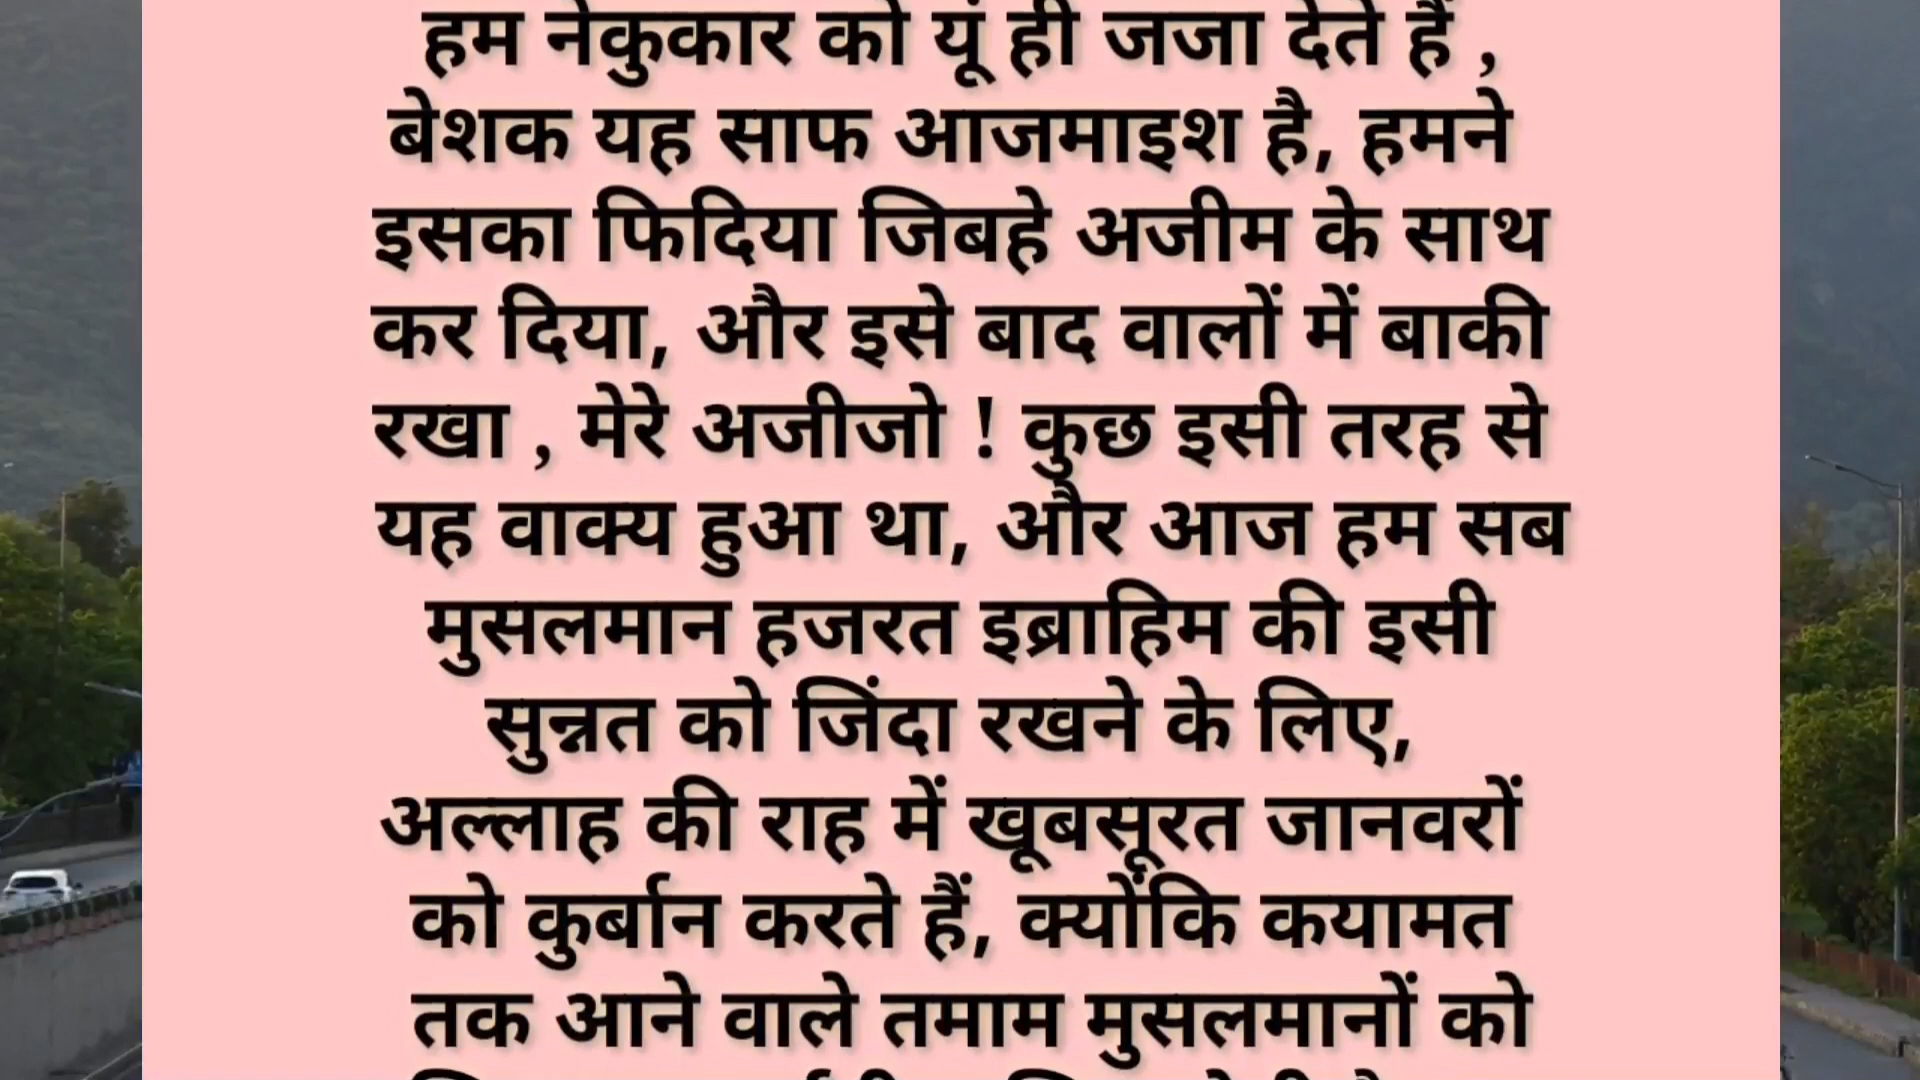 हम नेकुकार को यूं ही जजा देते हैं ,
बेशक यह साफ आजमाइश है, हमने
इसका फिदिया जिबहे अजीम के साथ
कर दिया, और इसे बाद वालों में बाकी
रखा , मेरे अजीजो ! कुछ इसी तरह से
यह वाक्य हुआ था, और आज हम सब
मुसलमान हजरत इब्राहिम की इसी
सुन्नत को जिंदा रखने के लिए,
अल्लाह की राह में खूबसूरत जानवरों
को कुर्बान करते हैं, क्योंकि कयामत
तक आने वाले तमाम मुसलमानों को